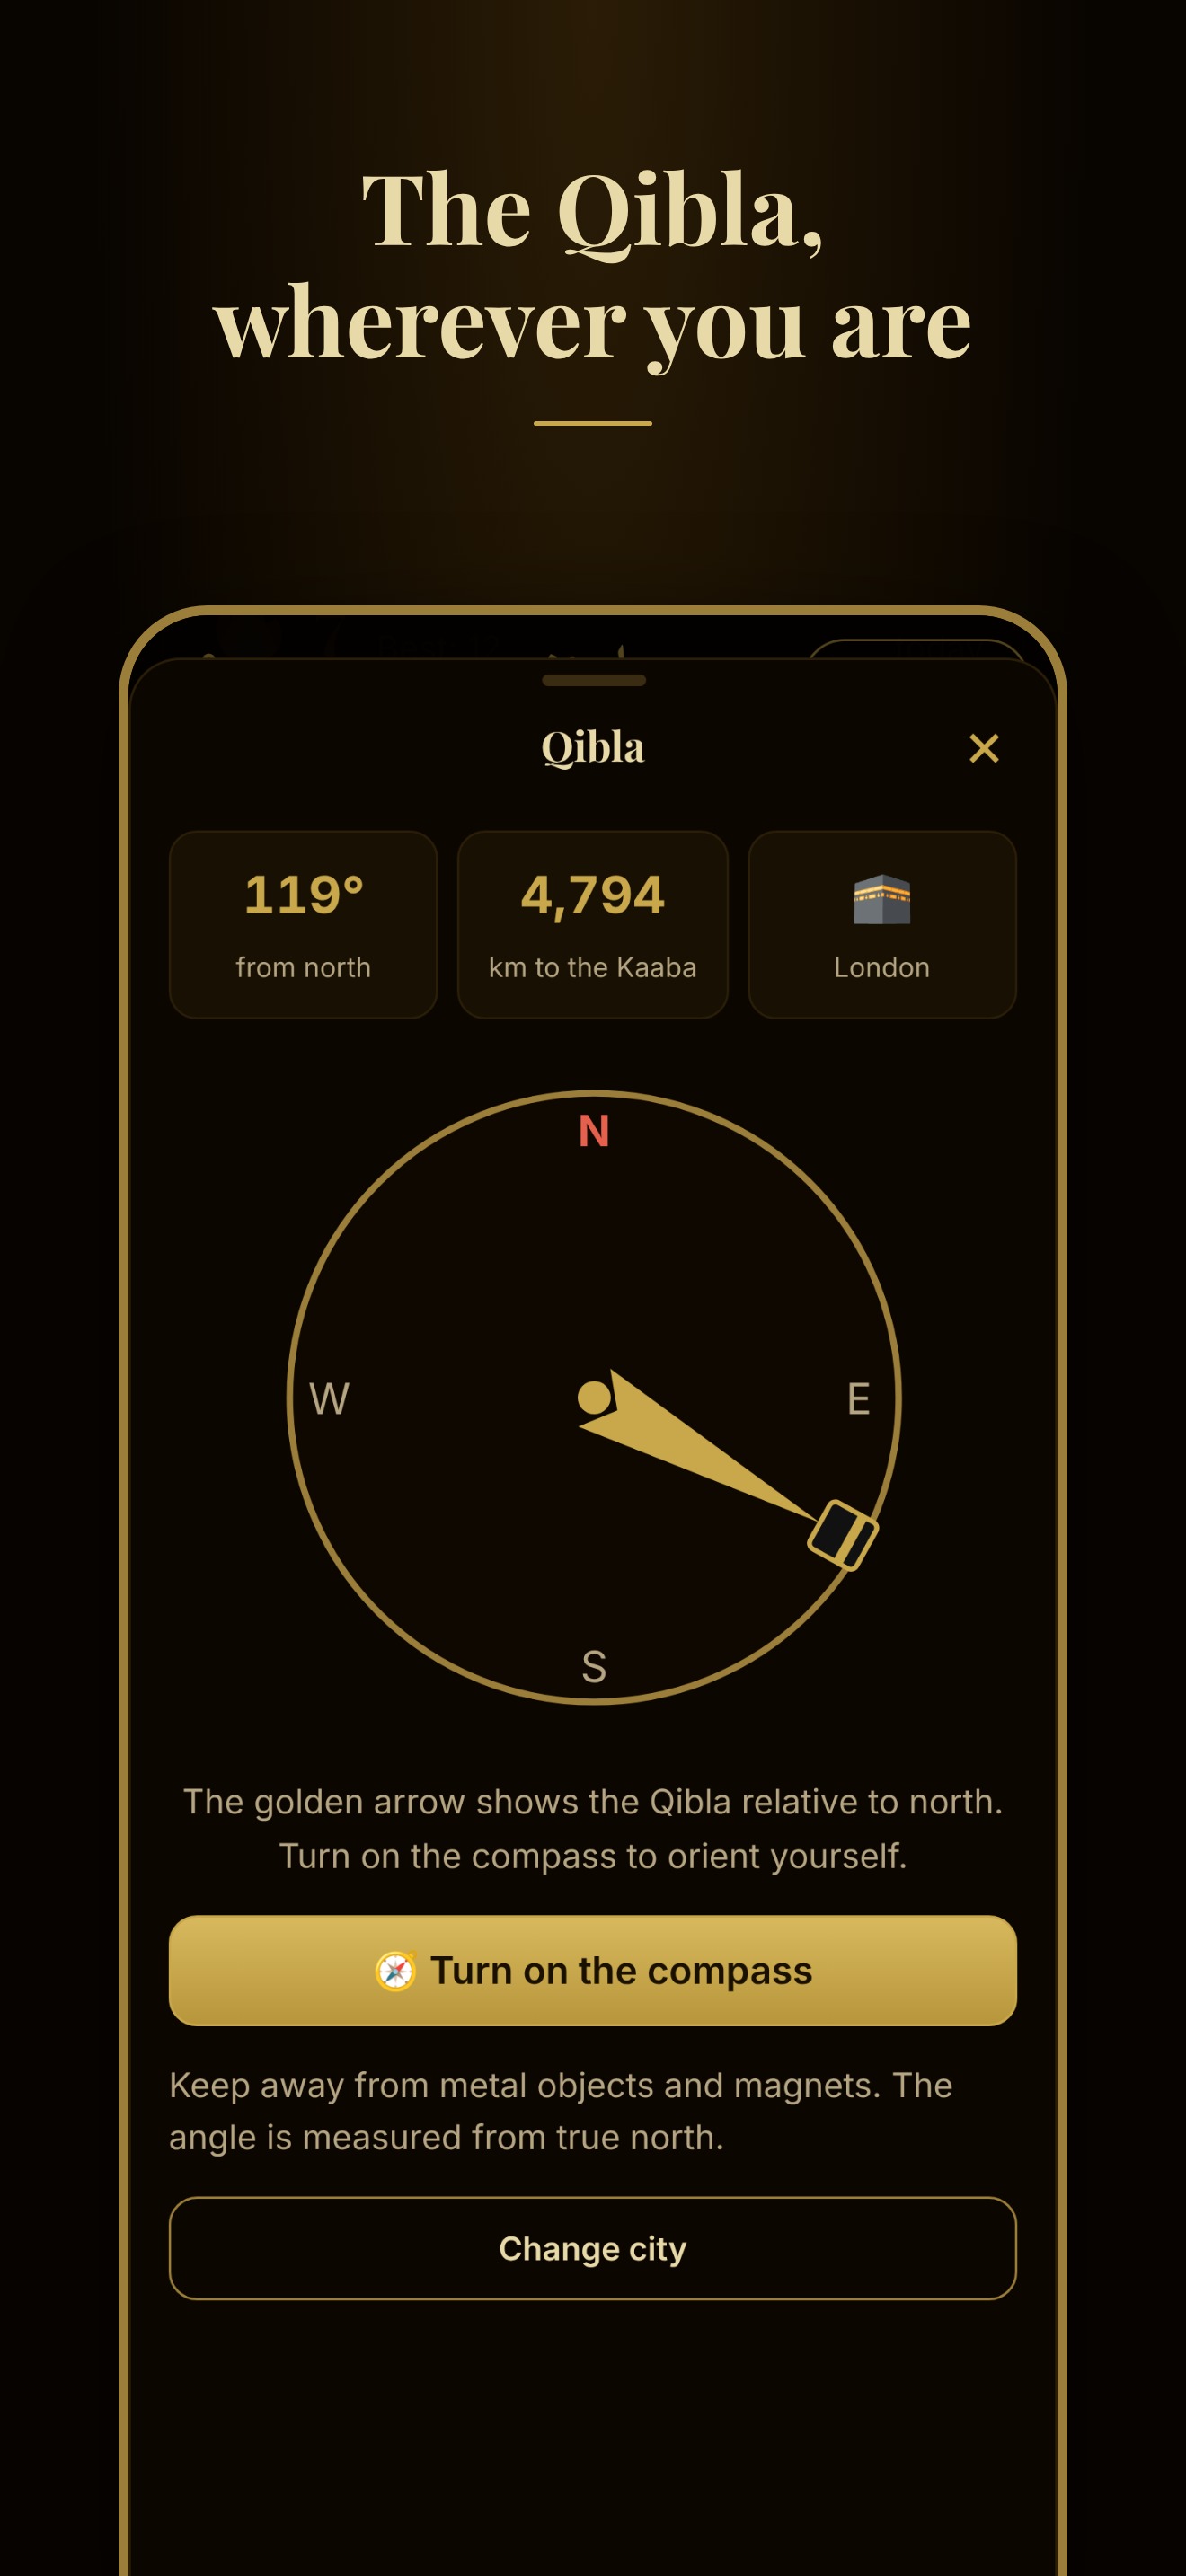 The Qibla,
wherever you are
Qibla
119°
from north
4,794
km to the Kaaba
London
N
W
E
S
The golden arrow shows the Qibla relative to north.
Turn on the compass to orient yourself.
Turn on the compass
Keep away from metal objects and magnets. The
angle is measured from true north.
Change city